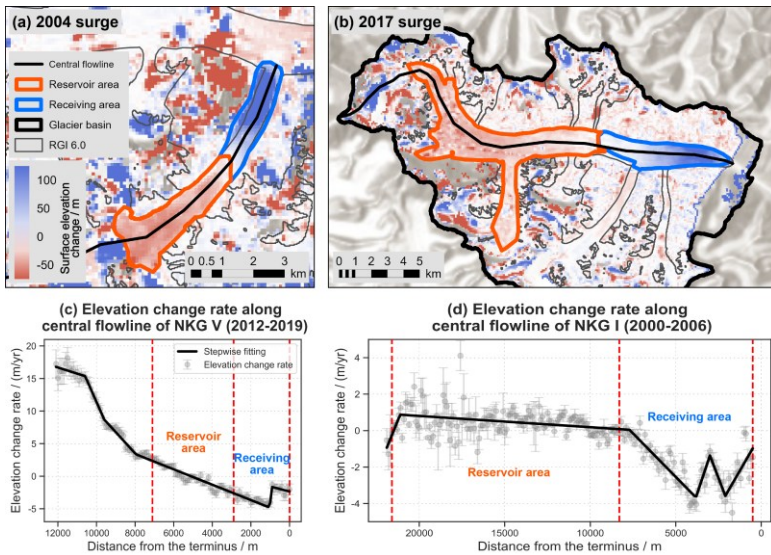 (a) 2004 surge
Central flowline
Reservoir area
Receiving area
Glacier basin
RGI 6.0
100
50
0
-50
Surface elevation
change / m
0 0.5 1 2 3
km
(b) 2017 surge
0 1 2 3 4 5
km
(c) Elevation change rate along
central flowline of NKG V (2012-2019)
Elevation change rate / (m/yr)
20
15
10
5
0
-5
Stepwise fitting
Elevation change rate
Reservoir
area
Receiving
area
12000 10000 8000 6000 4000 2000 0
Distance from the terminus / m
(d) Elevation change rate along
central flowline of NKG I (2000-2006)
Elevation change rate / (m/yr)
4
2
0
-2
-4
Receiving area
Reservoir area
20000 15000 10000 5000 0
Distance from the terminus / m